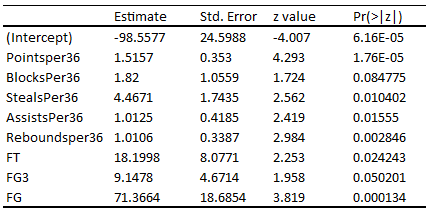 Estimate Std. Error z value Pr(>|z|)
(Intercept) -98.5577 24.5988 -4.007 6.16E-05
Pointsper36 1.5157 0.353 4.293 1.76E-05
BlocksPer36 1.82 1.0559 1.724 0.084775
StealsPer36 4.4671 1.7435 2.562 0.010402
AssistsPer36 1.0125 0.4185 2.419 0.01555
Reboundsper36 1.0106 0.3387 2.984 0.002846
FT 18.1998 8.0771 2.253 0.024243
FG3 9.1478 4.6714 1.958 0.050201
FG 71.3664 18.6854 3.819 0.000134